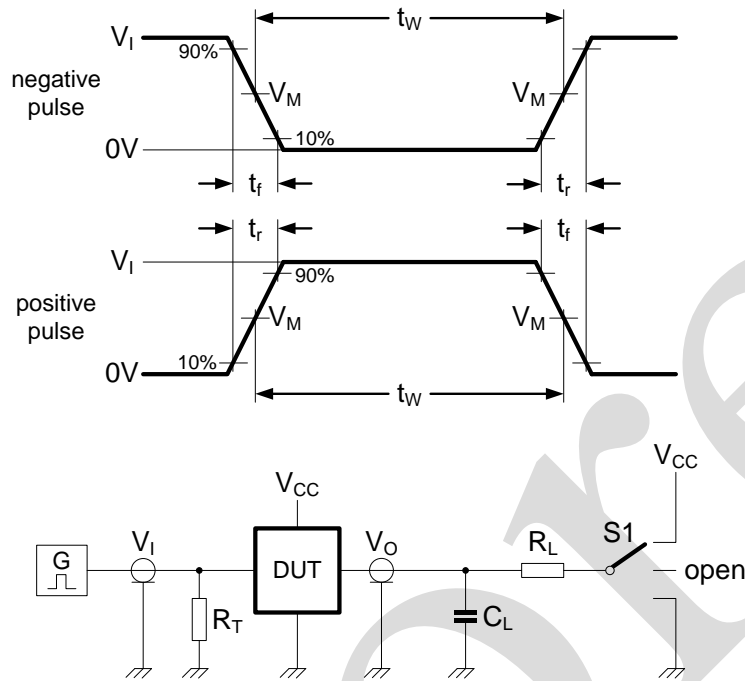 t_W
V_I
90%
negative
pulse
V_M
V_M
10%
0V
t_f
t_r
t_r
t_f
V_I
90%
positive
pulse
V_M
V_M
10%
0V
t_W
V_CC
V_CC
S1
V_I
V_O
R_L
G
DUT
open
R_T
C_L